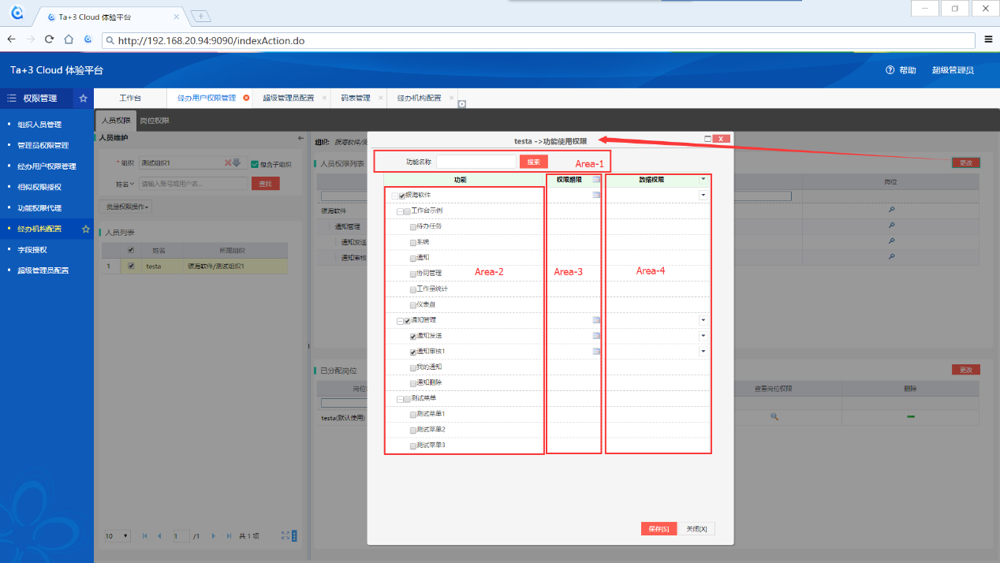 Ta+3 Cloud 体验平台
http://192.168.20.94:9090/indexAction.do
Ta+3 Cloud 体验平台
帮助 超级管理员
权限管理
工作台 经办用户权限管理 超级管理员配置 码表管理 经办机构配置
组织人员管理
管理员权限管理
经办用户权限管理
相似权限授权
功能权限代理
经办机构配置
字段授权
超级管理员配置
人员权限 岗位权限
人员维护
* 组织 测试组织1 包含子组织
姓名 请输入账号或用户名... 查找
批量权限操作
人员列表
姓名 所属组织
1 testa 银海软件/测试组织1
10 1 /1 共 1 项
组织: 银海软件/
人员权限列表 更改
岗位
银海软件
通知管理
通知发送
通知审核
已分配岗位 更改
岗位 查看岗位权限 删除
testa(默认使用)
testa ->功能使用权限 X
功能名称 搜索 Area-1
功能 权限期限 数据权限
银海软件
工作台示例
待办任务
系统
通知
协同管理
工作量统计
仪表盘
通知管理
通知发送
通知审核1
我的通知
通知删除
测试菜单
测试菜单1
测试菜单2
测试菜单3
Area-2 Area-3 Area-4
保存[S] 关闭[X]